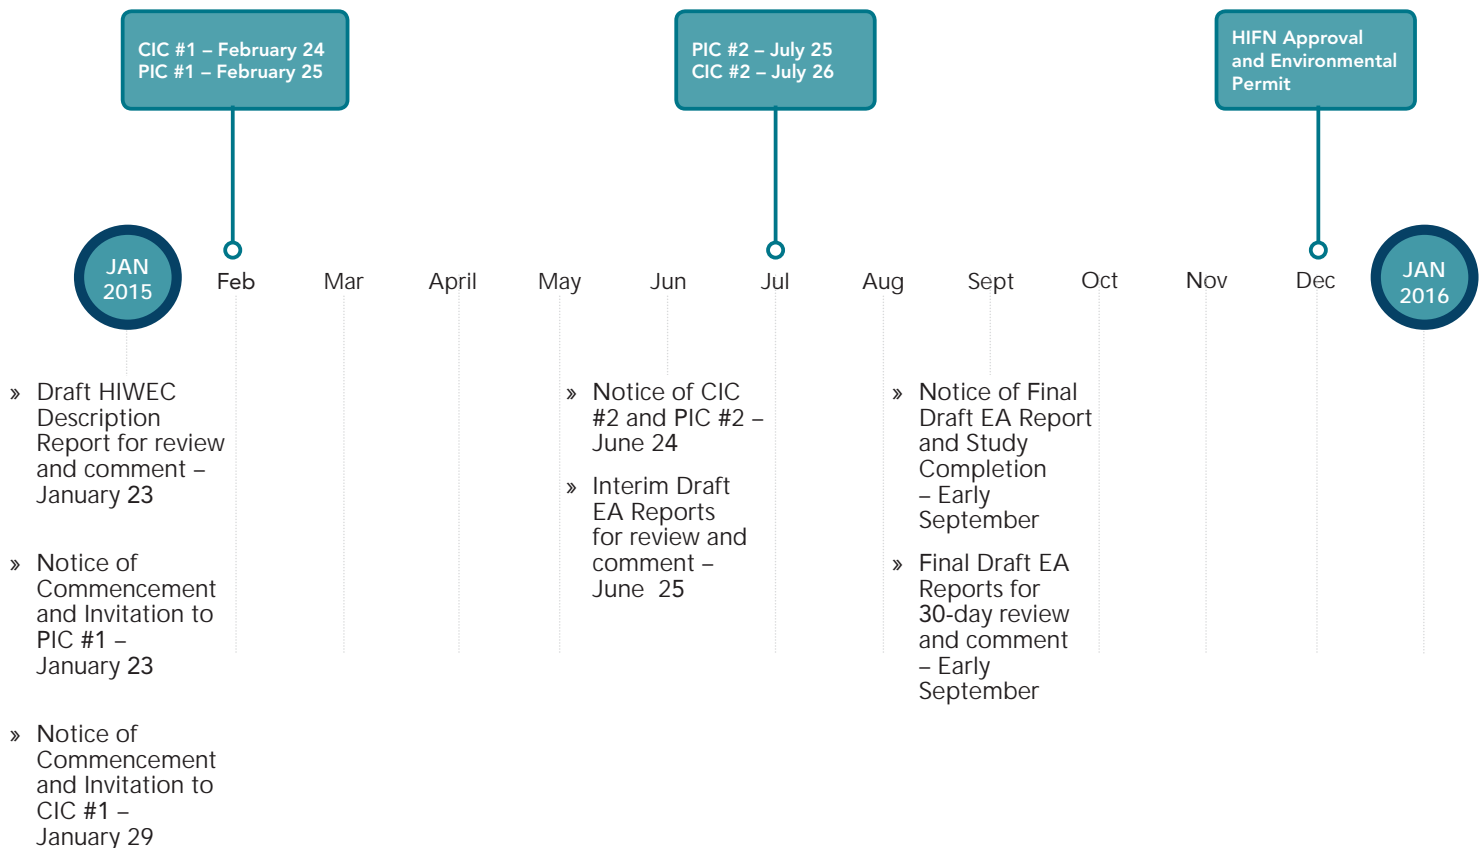 CIC #1 – February 24
PIC #1 – February 25
PIC #2 – July 25
CIC #2 – July 26
HIFN Approval
and Environmental
Permit
JAN
2015
Feb
Mar
April
May
Jun
Jul
Aug
Sept
Oct
Nov
Dec
JAN
2016
» Draft HIWEC
Description
Report for review
and comment –
January 23
» Notice of
Commencement
and Invitation to
PIC #1 –
January 23
» Notice of
Commencement
and Invitation to
CIC #1 –
January 29
» Notice of CIC
#2 and PIC #2 –
June 24
» Interim Draft
EA Reports
for review and
comment –
June 25
» Notice of Final
Draft EA Report
and Study
Completion
– Early
September
» Final Draft EA
Reports for
30-day review
and comment
– Early
September